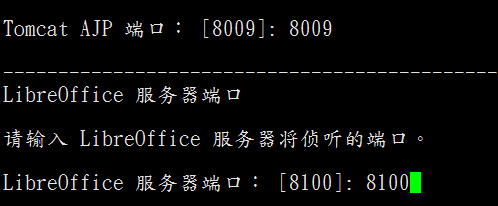 Tomcat AJP 端口： [8009]: 8009
LibreOffice 服务器端口
请输入 LibreOffice 服务器将侦听的端口。
LibreOffice 服务器端口： [8100]: 8100